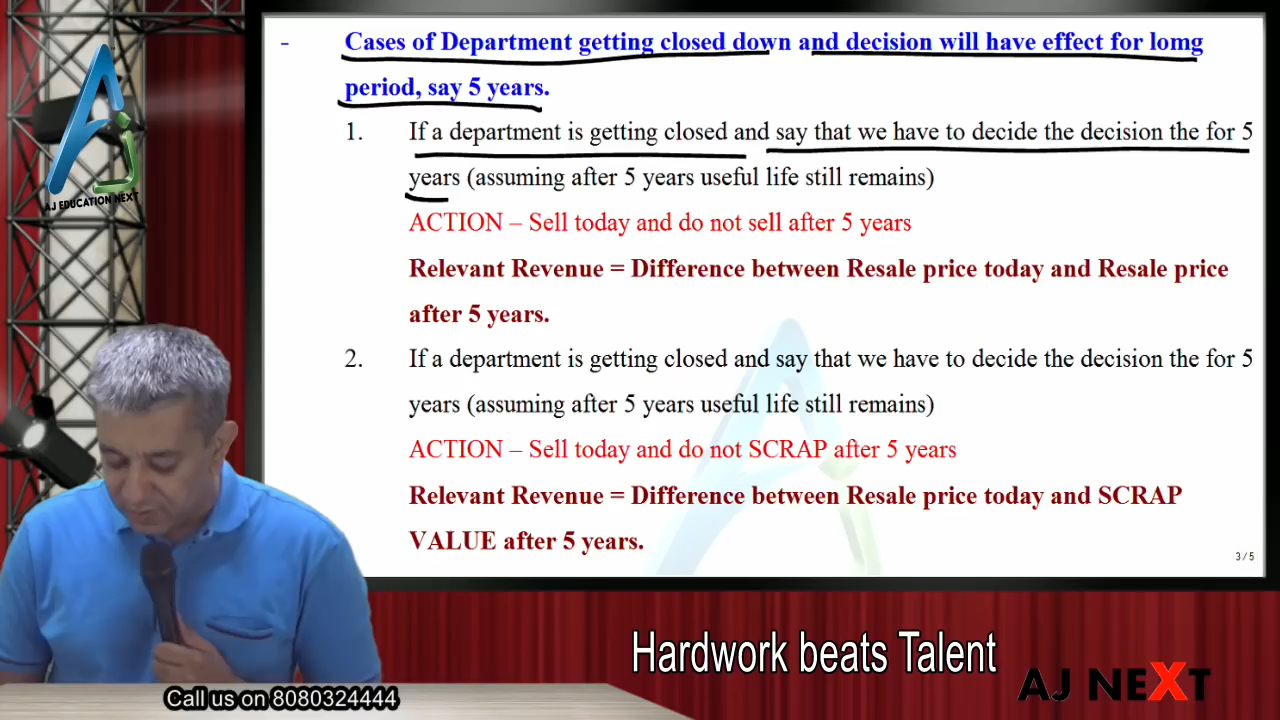 - Cases of Department getting closed down and decision will have effect for lomg
period, say 5 years.
1. If a department is getting closed and say that we have to decide the decision the for 5
years (assuming after 5 years useful life still remains)
ACTION – Sell today and do not sell after 5 years
Relevant Revenue = Difference between Resale price today and Resale price
after 5 years.
2. If a department is getting closed and say that we have to decide the decision the for 5
years (assuming after 5 years useful life still remains)
ACTION – Sell today and do not SCRAP after 5 years
Relevant Revenue = Difference between Resale price today and SCRAP
VALUE after 5 years.
3/5
AJ EDUCATION NEXT
Hardwork beats Talent
AJ NEXT
Call us on 8080324444